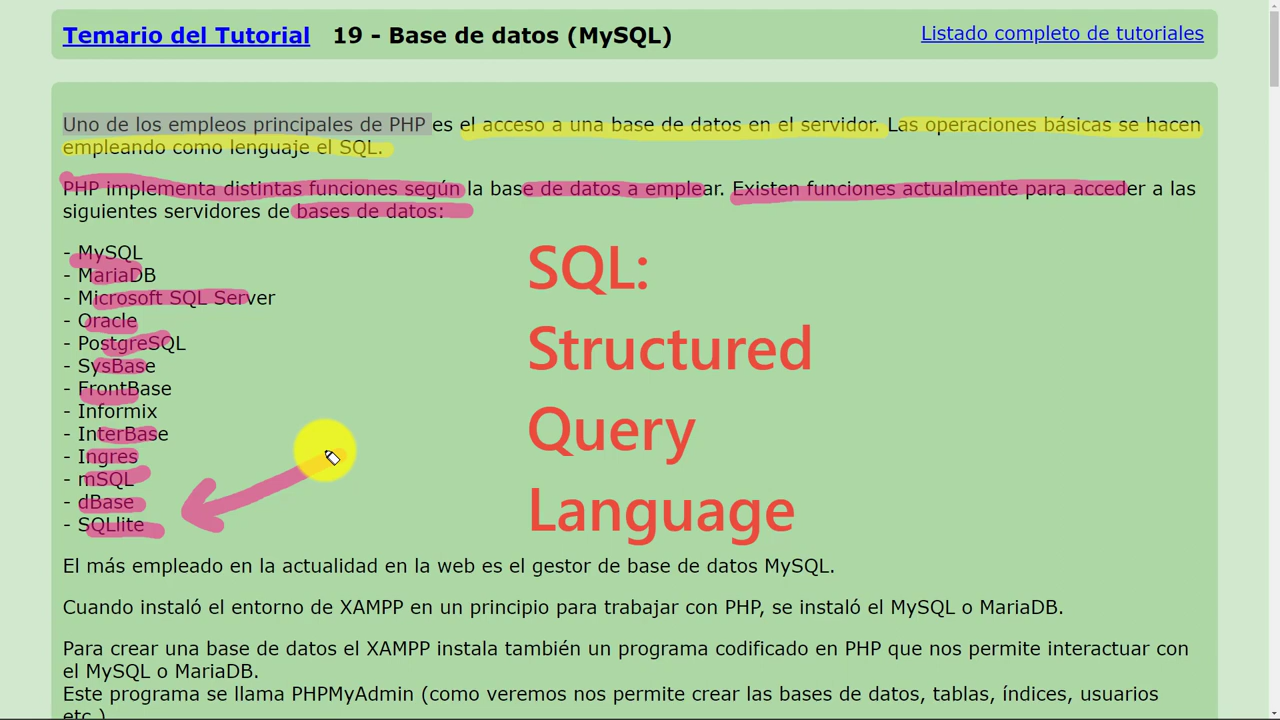 Temario del Tutorial 19 - Base de datos (MySQL) Listado completo de tutoriales
Uno de los empleos principales de PHP es el acceso a una base de datos en el servidor. Las operaciones básicas se hacen
empleando como lenguaje el SQL.
PHP implementa distintas funciones según la base de datos a emplear. Existen funciones actualmente para acceder a las
siguientes servidores de bases de datos:
- MySQL
- MariaDB
- Microsoft SQL Server
- Oracle
- PostgreSQL
- SysBase
- FrontBase
- Informix
- InterBase
- Ingres
- mSQL
- dBase
- SQLlite
SQL:
Structured
Query
Language
El más empleado en la actualidad en la web es el gestor de base de datos MySQL.
Cuando instaló el entorno de XAMPP en un principio para trabajar con PHP, se instaló el MySQL o MariaDB.
Para crear una base de datos el XAMPP instala también un programa codificado en PHP que nos permite interactuar con
el MySQL o MariaDB.
Este programa se llama PHPMyAdmin (como veremos nos permite crear las bases de datos, tablas, índices, usuarios
etc.)